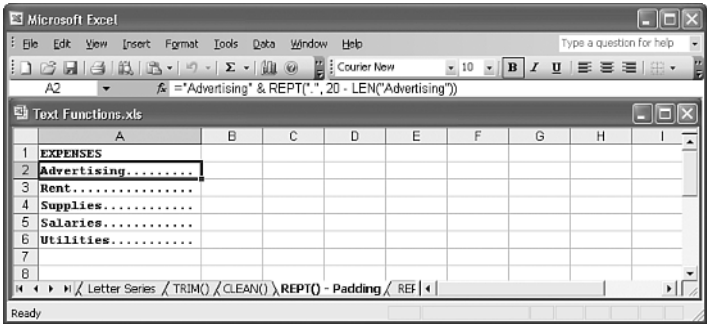 Microsoft Excel
File Edit View Insert Format Tools Data Window Help Type a question for help
Courier New 10 B I U
A2 fx ="Advertising" & REPT(".", 20 - LEN("Advertising"))
Text Functions.xls
A B C D E F G H I
1 EXPENSES
2 Advertising.........
3 Rent................
4 Supplies............
5 Salaries............
6 Utilities...........
7
8
Letter Series / TRIM() / CLEAN() \ REPT() - Padding / REF
Ready